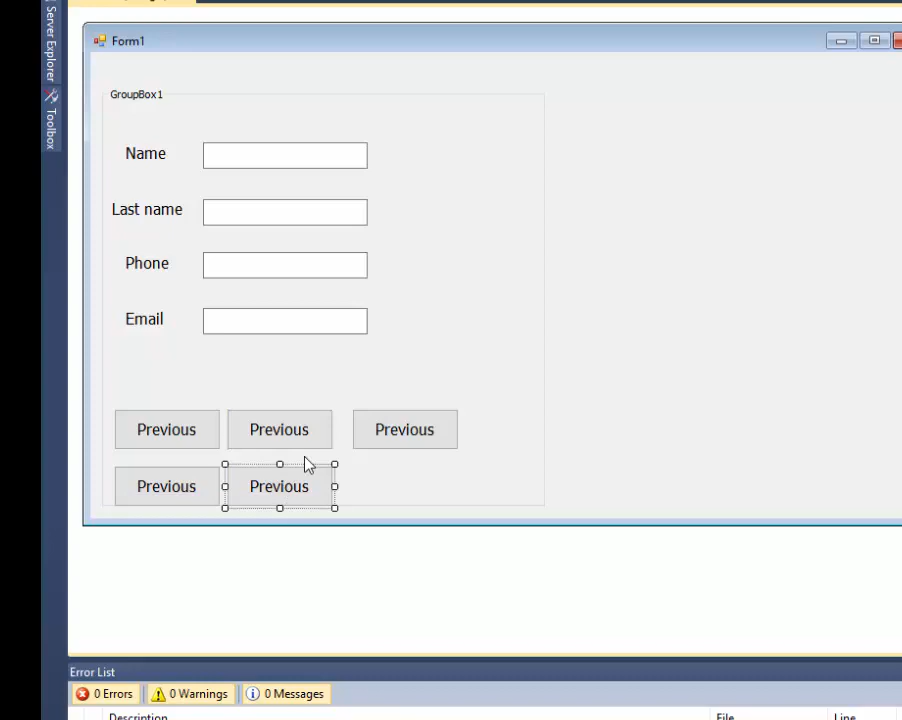 Server Explorer
Toolbox
Form1
GroupBox1
Name
Last name
Phone
Email
Previous
Previous
Previous
Previous
Previous
Error List
0 Errors
0 Warnings
0 Messages
Description
File
Line